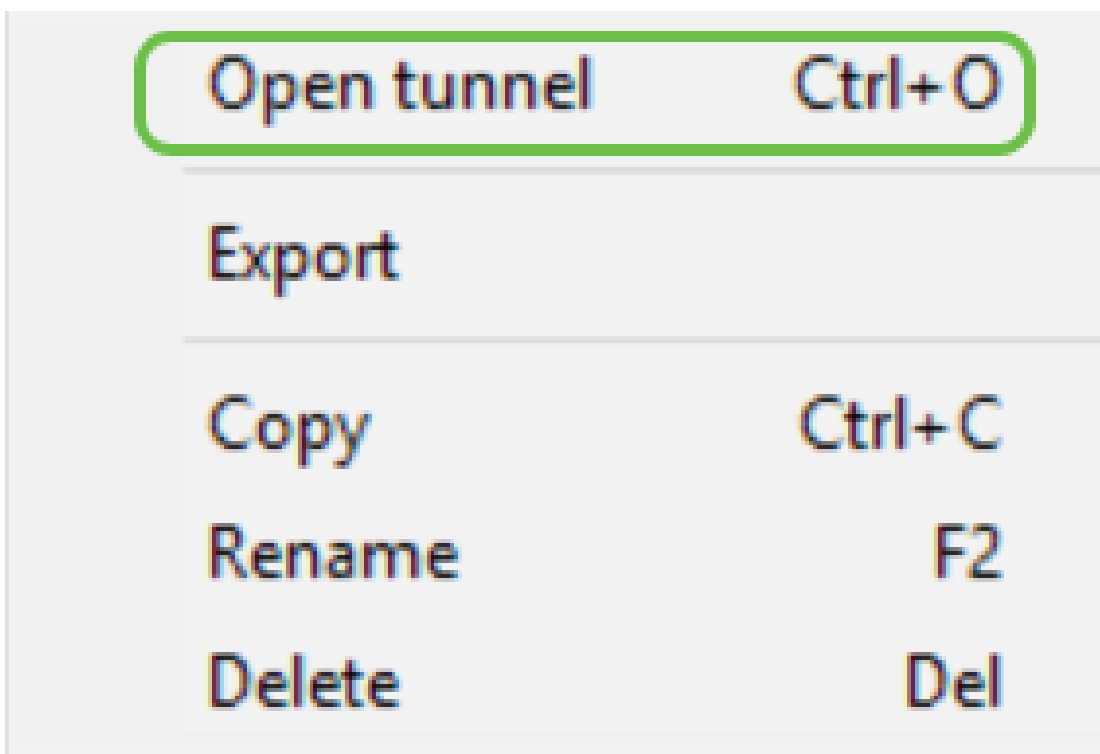 Open tunnel Ctrl+O
Export
Copy Ctrl+C
Rename F2
Delete Del